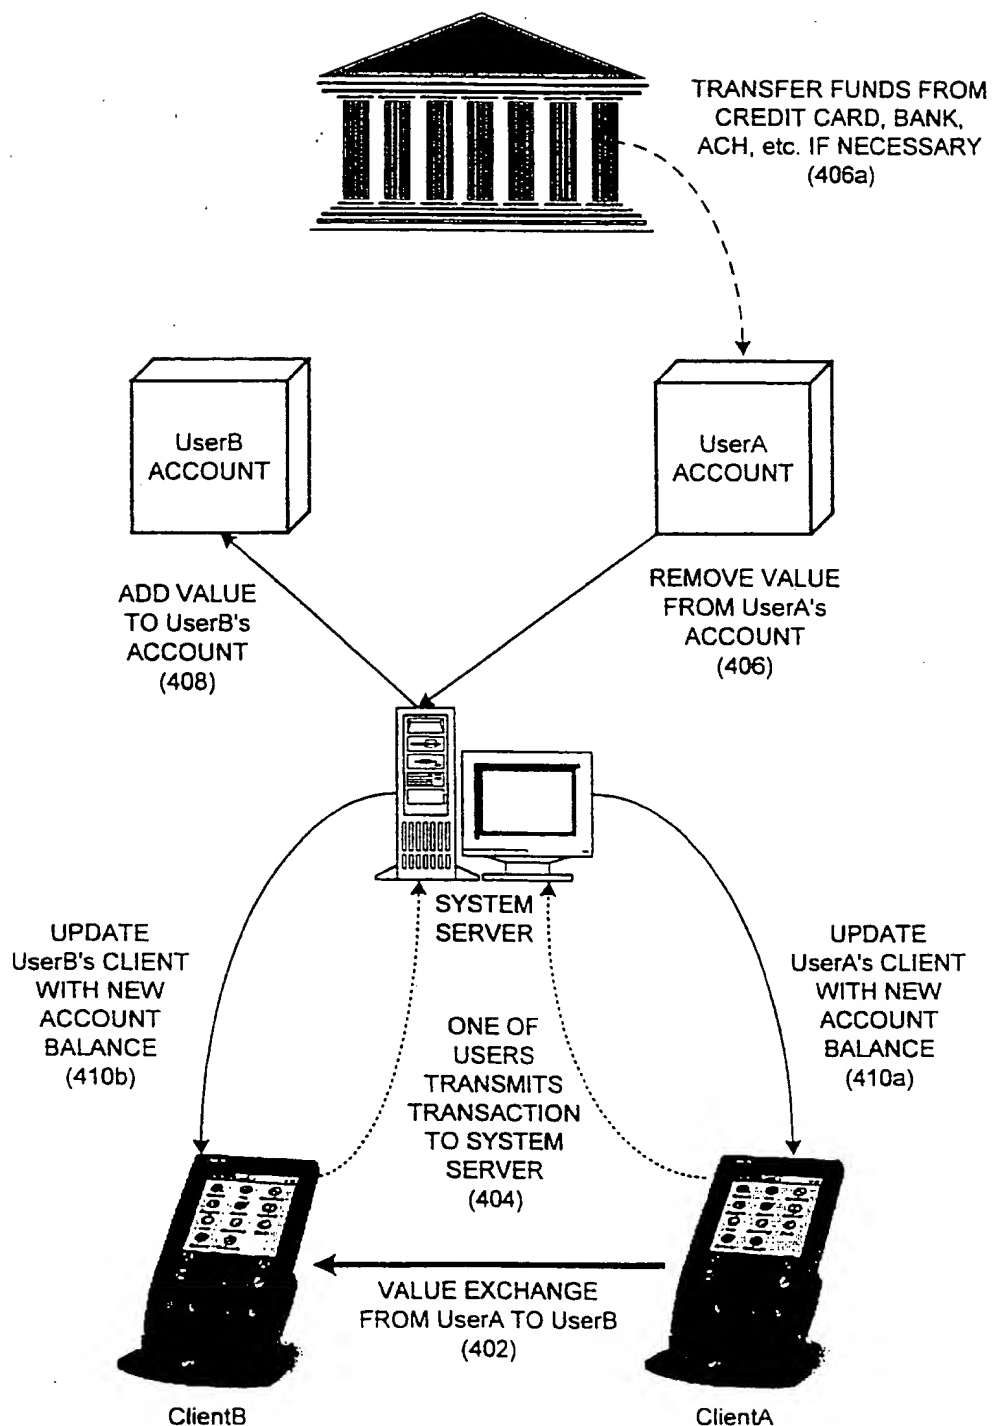 TRANSFER FUNDS FROM
CREDIT CARD, BANK,
ACH, etc. IF NECESSARY
(406a)
UserB
ACCOUNT
UserA
ACCOUNT
ADD VALUE
TO UserB's
ACCOUNT
(408)
REMOVE VALUE
FROM UserA's
ACCOUNT
(406)
SYSTEM
SERVER
UPDATE
UserB's CLIENT
WITH NEW
ACCOUNT
BALANCE
(410b)
ONE OF
USERS
TRANSMITS
TRANSACTION
TO SYSTEM
SERVER
(404)
UPDATE
UserA's CLIENT
WITH NEW
ACCOUNT
BALANCE
(410a)
VALUE EXCHANGE
FROM UserA TO UserB
(402)
ClientB
ClientA